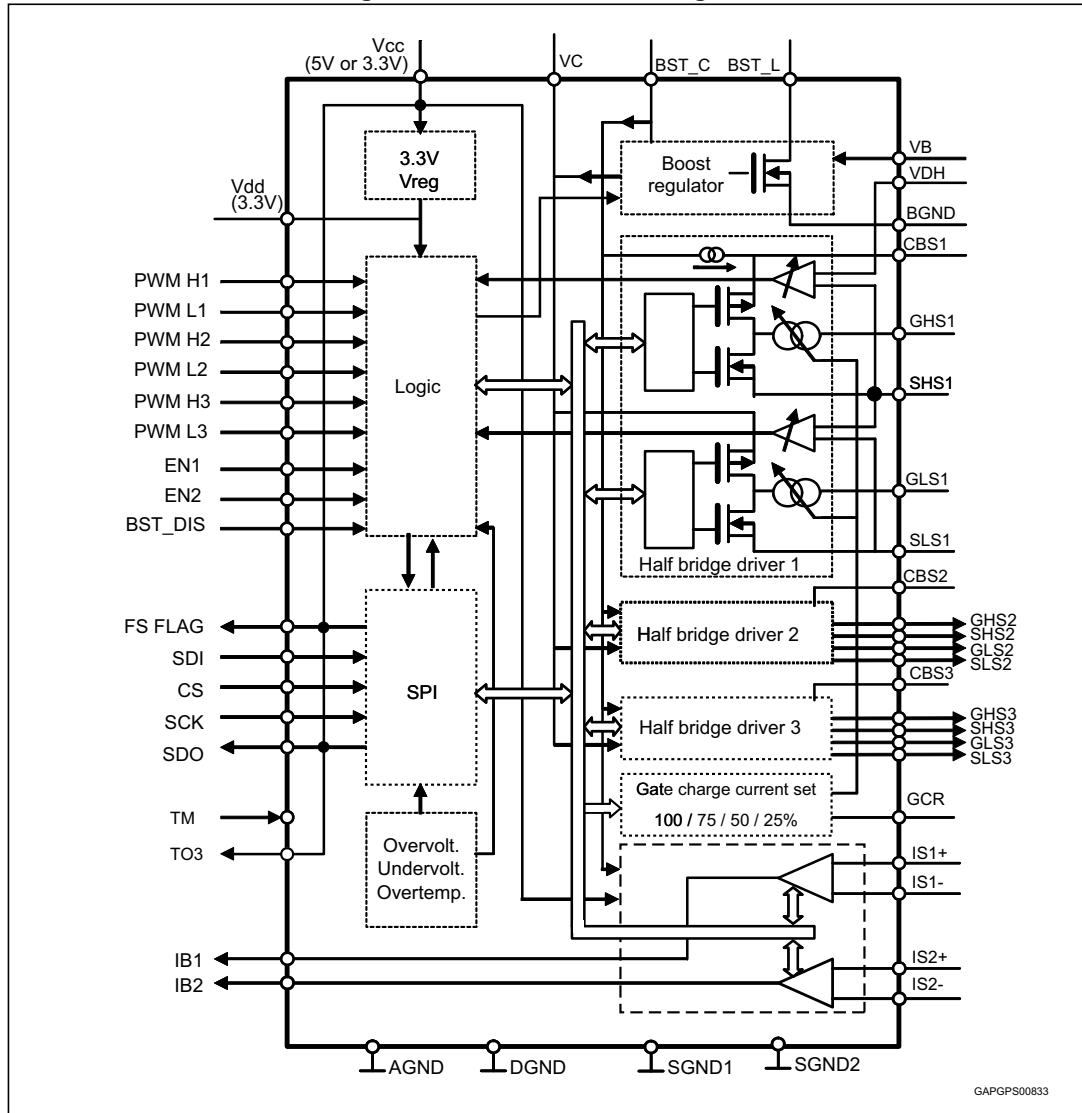 Vcc
(5V or 3.3V)
VC
BST_C
BST_L
3.3V
Vreg
Boost
regulator
VB
VDH
BGND
CBS1
Vdd
(3.3V)
PWM H1
PWM L1
PWM H2
PWM L2
PWM H3
PWM L3
EN1
EN2
BST_DIS
Logic
GHS1
SHS1
GLS1
SLS1
Half bridge driver 1
CBS2
FS FLAG
SDI
CS
SCK
SDO
SPI
Half bridge driver 2
GHS2
SHS2
GLS2
SLS2
CBS3
Half bridge driver 3
GHS3
SHS3
GLS3
SLS3
TM
TO3
Overvolt.
Undervolt.
Overtemp.
Gate charge current set
100 / 75 / 50 / 25%
GCR
IS1+
IS1-
IB1
IB2
IS2+
IS2-
AGND
DGND
SGND1
SGND2
GAPGPS00833